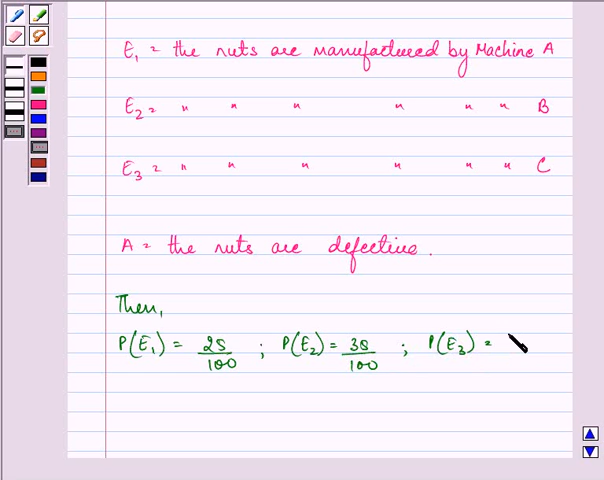 E₁ = the nuts are manufactured by Machine A
E₂ = " " " " " " B
E₃ = " " " " " " C
A = the nuts are defective.
Then,
P(E₁) = 25/100 ; P(E₂) = 35/100 ; P(E₃) =